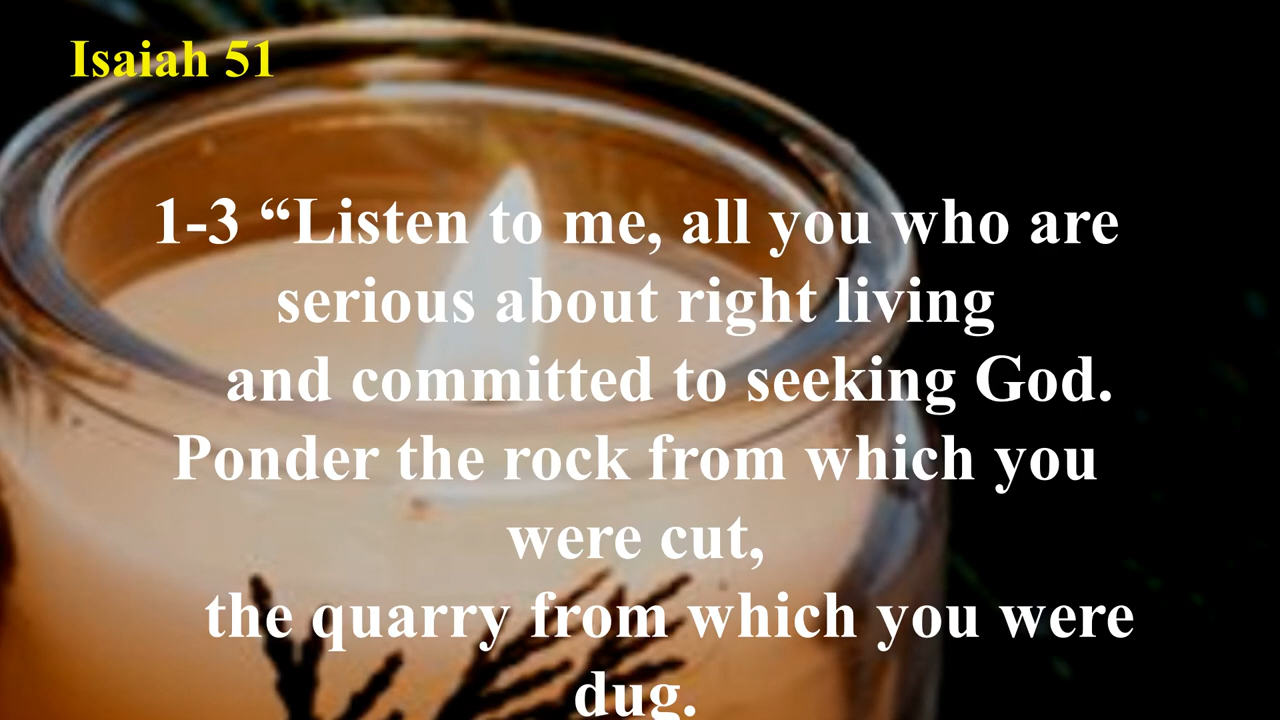 Isaiah 51
1-3 “Listen to me, all you who are
serious about right living
and committed to seeking God.
Ponder the rock from which you
were cut,
the quarry from which you were
dug.